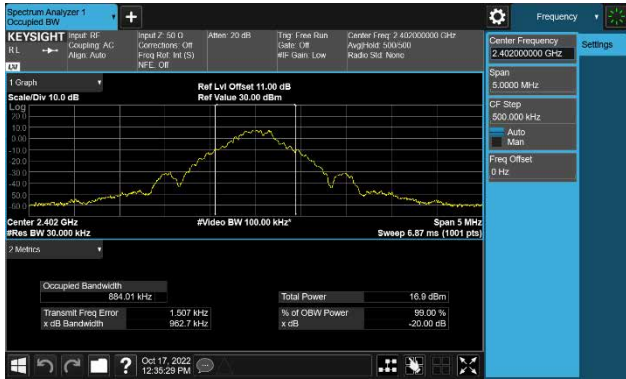 Spectrum Analyzer 1
Occupied BW
Frequency
KEYSIGHT
RL
Input: RF
Coupling: AC
Align: Auto
Input Z: 50 Ω
Corrections: Off
Freq Ref: Int (S)
NFE: Off
Atten: 20 dB
Trig: Free Run
Gate: Off
#IF Gain: Low
Center Freq: 2.402000000 GHz
Avg|Hold: 500/500
Radio Std: None
LXI
Center Frequency
2.402000000 GHz
Settings
Span
5.0000 MHz
CF Step
500.000 kHz
Auto
Man
Freq Offset
0 Hz
1 Graph
Scale/Div 10.0 dB
Ref Lvl Offset 11.00 dB
Ref Value 30.00 dBm
Log
20.0
10.0
0.00
-10.0
-20.0
-30.0
-40.0
-50.0
-60.0
Center 2.402 GHz
#Video BW 100.00 kHz*
Span 5 MHz
#Res BW 30.000 kHz
Sweep 6.87 ms (1001 pts)
2 Metrics
Occupied Bandwidth
884.01 kHz
Total Power
16.9 dBm
Transmit Freq Error
1.507 kHz
% of OBW Power
99.00 %
x dB Bandwidth
962.7 kHz
x dB
-20.00 dB
?
Oct 17, 2022
12:35:29 PM